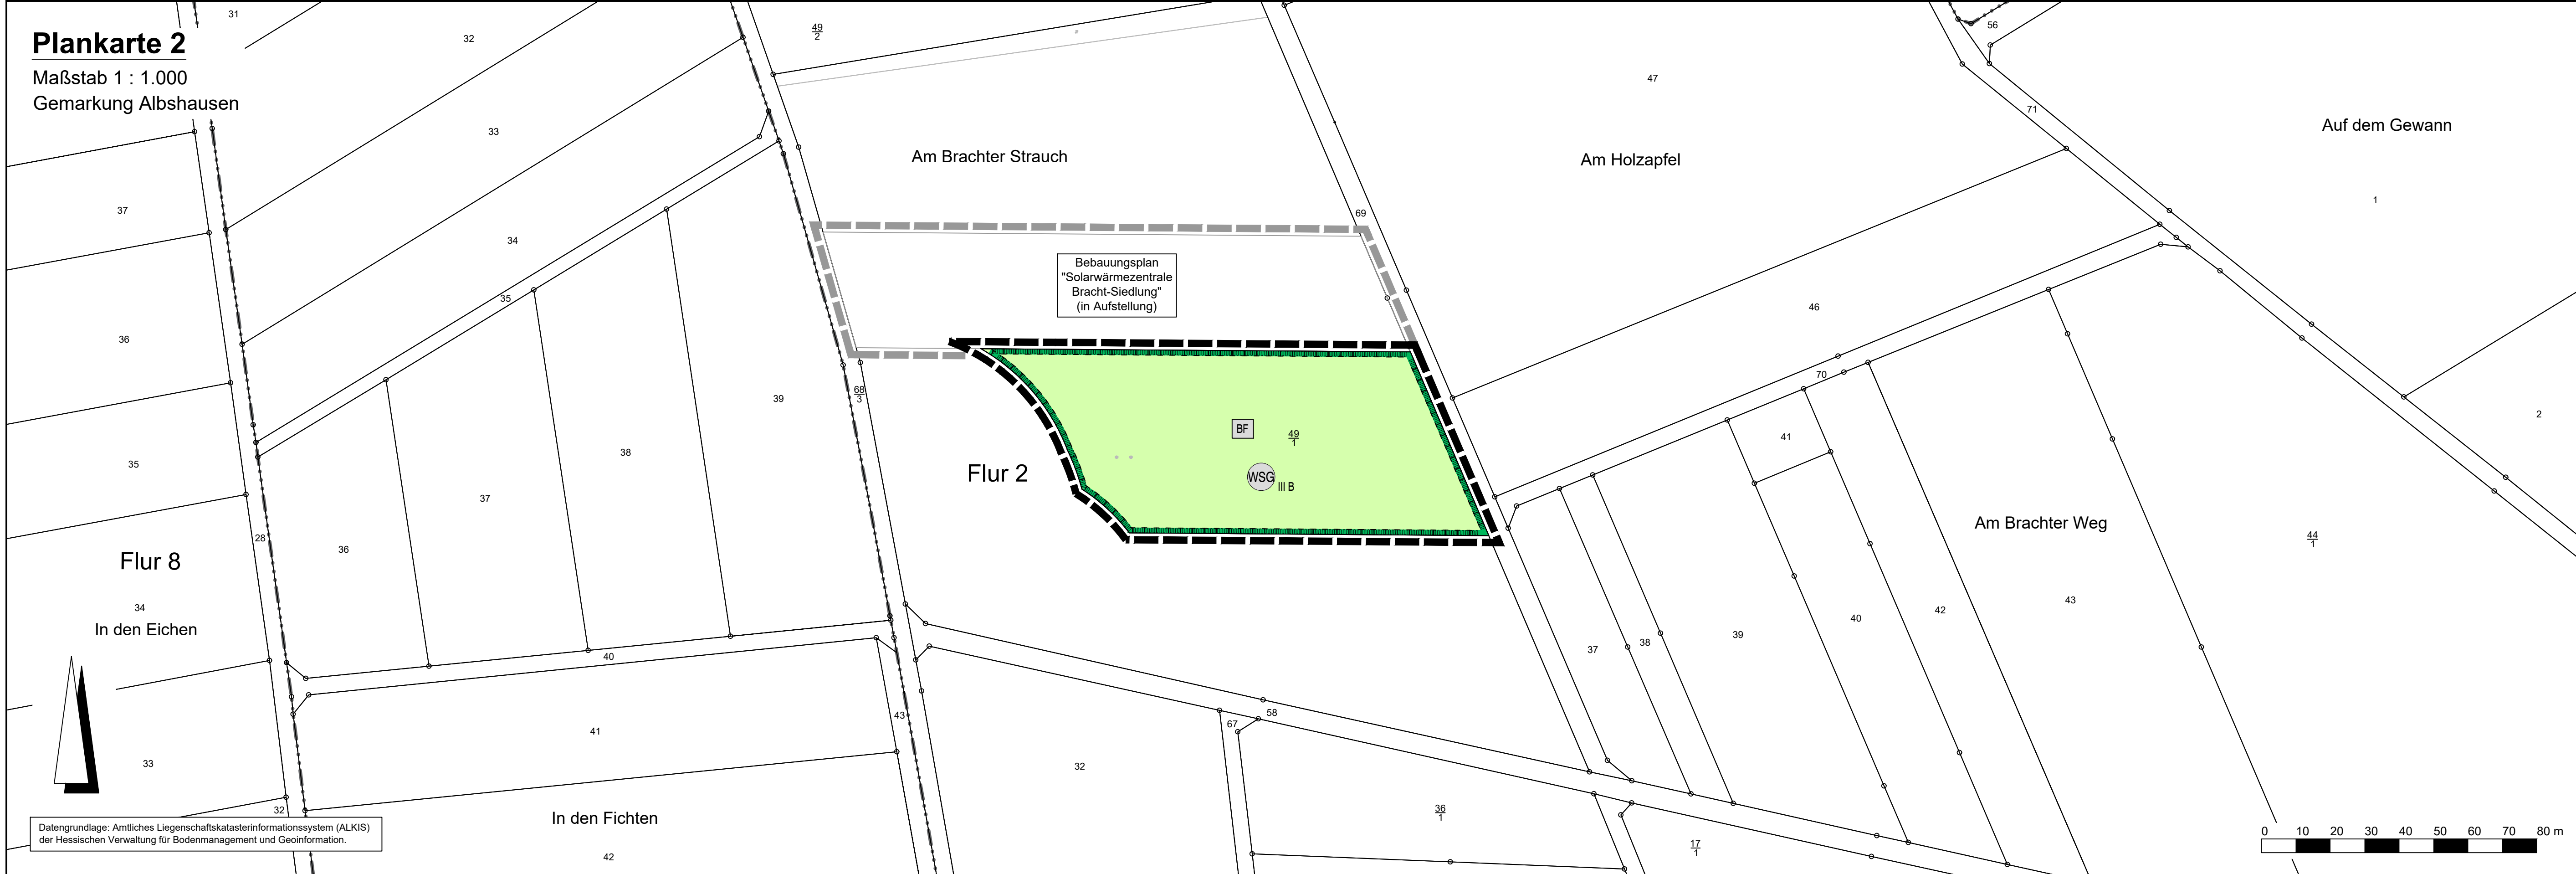 Plankarte 2
Maßstab 1 : 1.000
Gemarkung Albshausen
31
32
49
2
47
56
71
Auf dem Gewann
33
Am Brachter Strauch
Am Holzapfel
1
37
34
69
35
Bebauungsplan
"Solarwärmezentrale
Bracht-Siedlung"
(in Aufstellung)
46
36
70
39
68
3
2
BF
49
1
41
38
35
Flur 2
WSG
III B
37
Am Brachter Weg
28
36
44
1
Flur 8
34
In den Eichen
43
42
40
39
38
37
40
43
58
67
41
33
32
32
36
1
In den Fichten
17
1
42
Datengrundlage: Amtliches Liegenschaftskatasterinformationssystem (ALKIS)
der Hessischen Verwaltung für Bodenmanagement und Geoinformation.
0 10 20 30 40 50 60 70 80 m